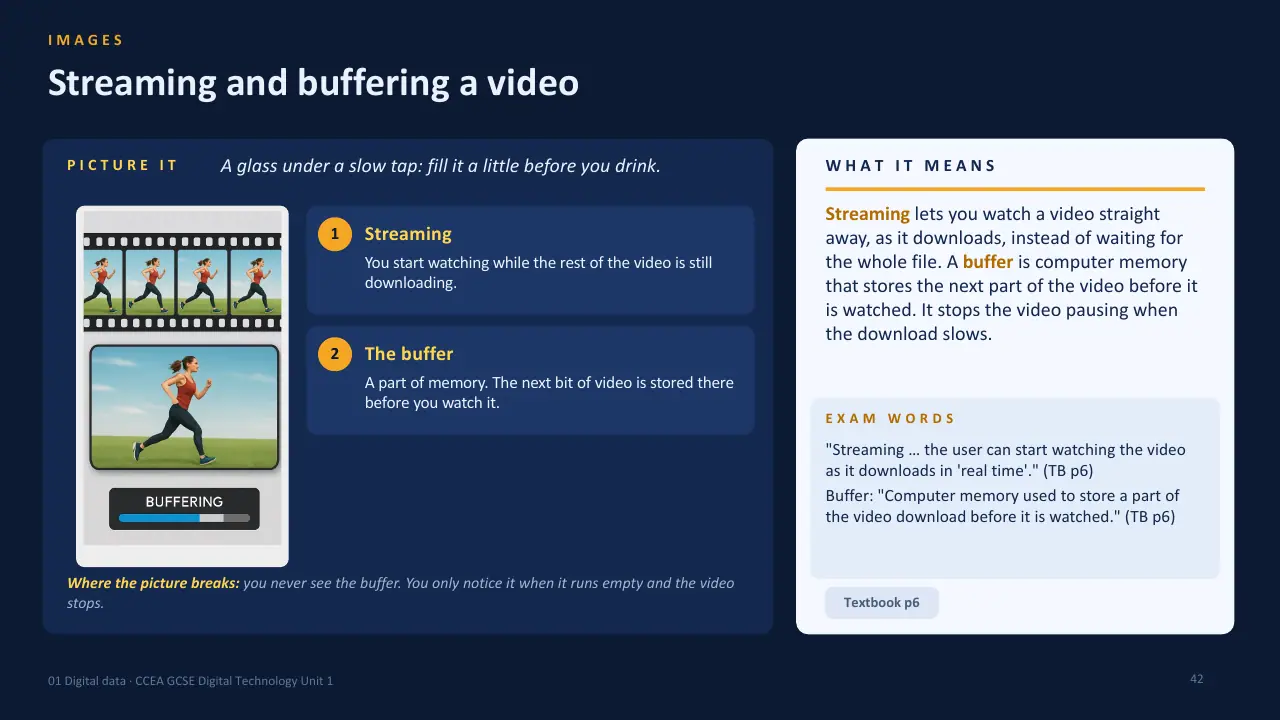 IMAGES
Streaming and buffering a video
PICTURE IT
A glass under a slow tap: fill it a little before you drink.
BUFFERING
1
Streaming
You start watching while the rest of the video is still
downloading.
2
The buffer
A part of memory. The next bit of video is stored there
before you watch it.
Where the picture breaks: you never see the buffer. You only notice it when it runs empty and the video
stops.
WHAT IT MEANS
Streaming lets you watch a video straight
away, as it downloads, instead of waiting for
the whole file. A buffer is computer memory
that stores the next part of the video before it
is watched. It stops the video pausing when
the download slows.
EXAM WORDS
"Streaming … the user can start watching the video
as it downloads in 'real time'." (TB p6)
Buffer: "Computer memory used to store a part of
the video download before it is watched." (TB p6)
Textbook p6
01 Digital data · CCEA GCSE Digital Technology Unit 1
42